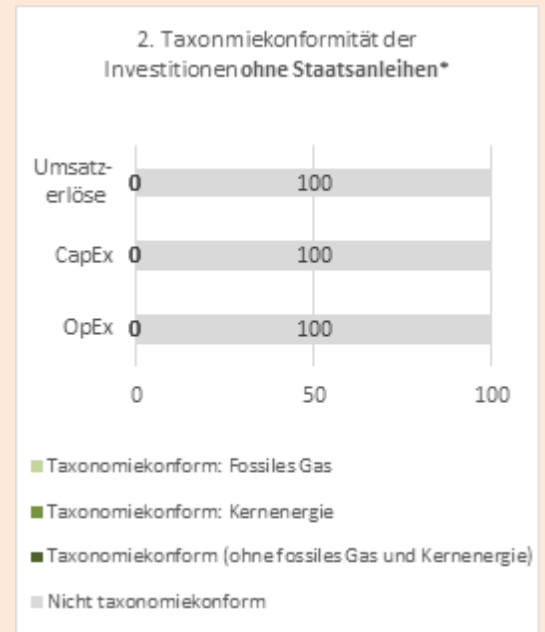 2. Taxonmiekonformität der
Investitionen ohne Staatsanleihen*
Umsatz-
erlöse
0 100
CapEx 0 100
OpEx 0 100
0 50 100
Taxonomiekonform: Fossiles Gas
Taxonomiekonform: Kernenergie
Taxonomiekonform (ohne fossiles Gas und Kernenergie)
Nicht taxonomiekonform